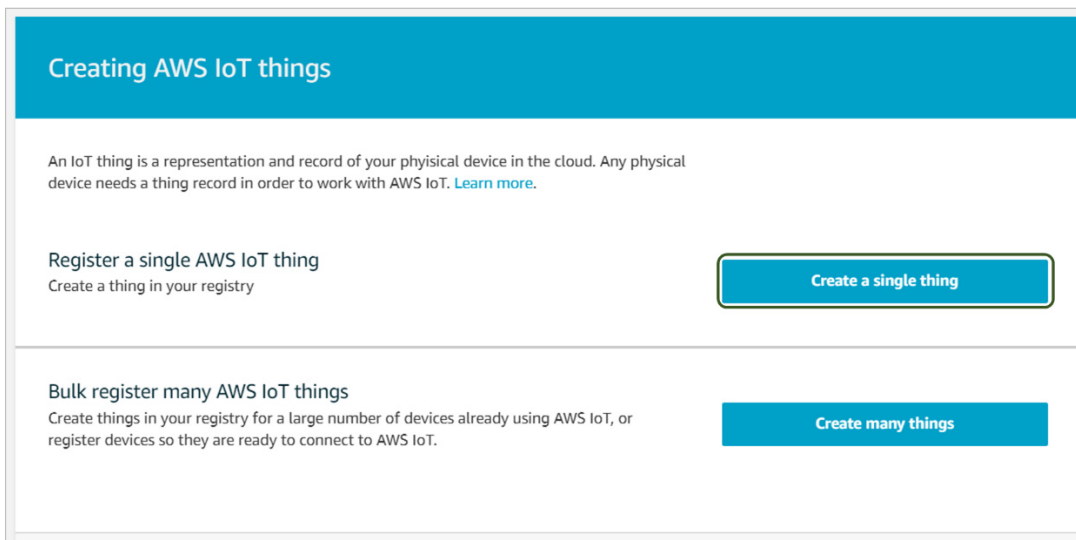 Creating AWS IoT things
An IoT thing is a representation and record of your phyisical device in the cloud. Any physical
device needs a thing record in order to work with AWS IoT. Learn more.
Register a single AWS IoT thing
Create a thing in your registry
Create a single thing
Bulk register many AWS IoT things
Create things in your registry for a large number of devices already using AWS IoT, or
register devices so they are ready to connect to AWS IoT.
Create many things